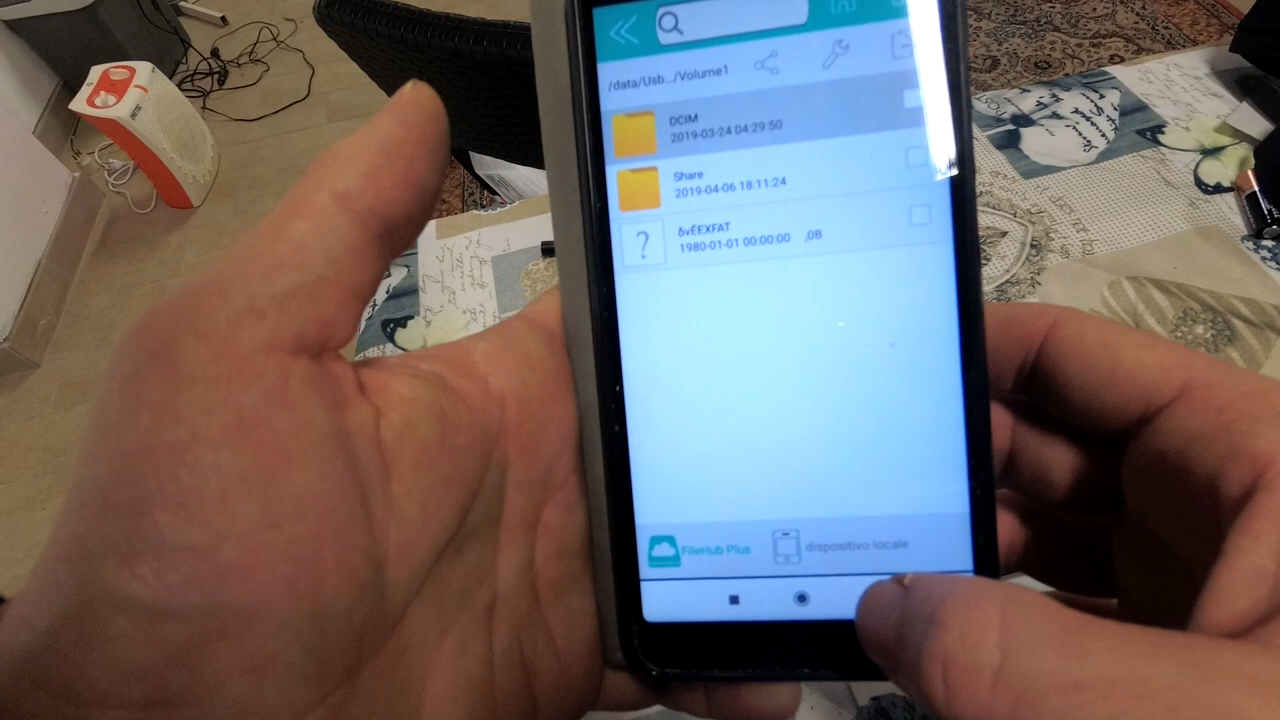 /data/Usb.../Volume1
DCIM
2019-03-24 04:29:50
Share
2019-04-06 18:11:24
δvÉEXFAT
1980-01-01 00:00:00 ,0B
FileHub Plus
dispositivo locale